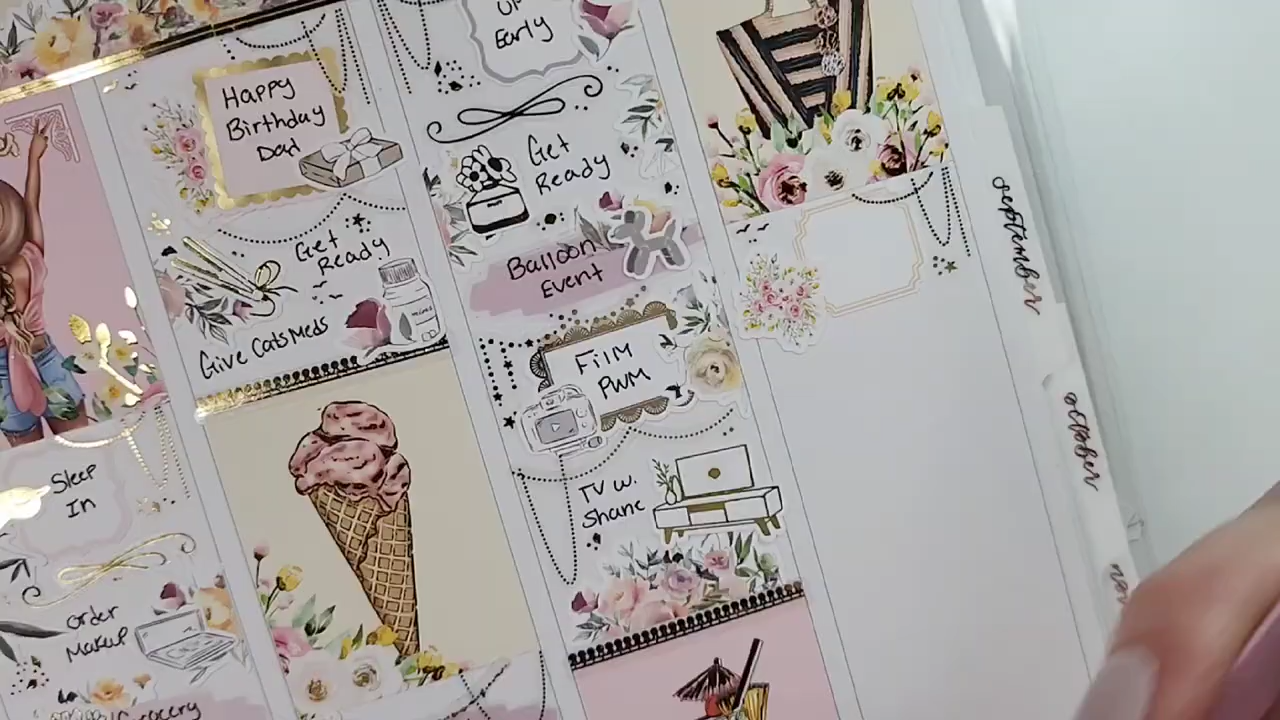 Sleep
In
Order
Makeup
Grocery
Happy
Birthday
Dad
Get
Ready
Give Cats Meds
Up
Early
Get
Ready
Balloon
Event
Film
PWM
TV w.
Shane
september
october